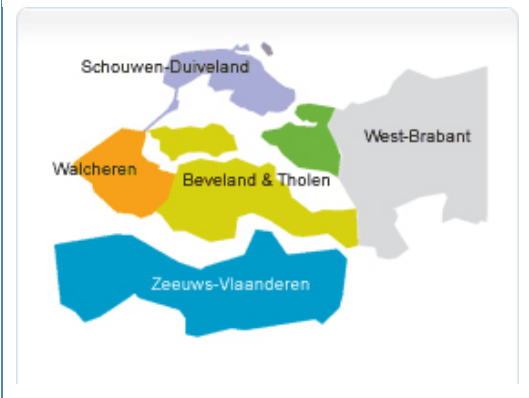 Schouwen-Duiveland
West-Brabant
Walcheren
Beveland & Tholen
Zeeuws-Vlaanderen